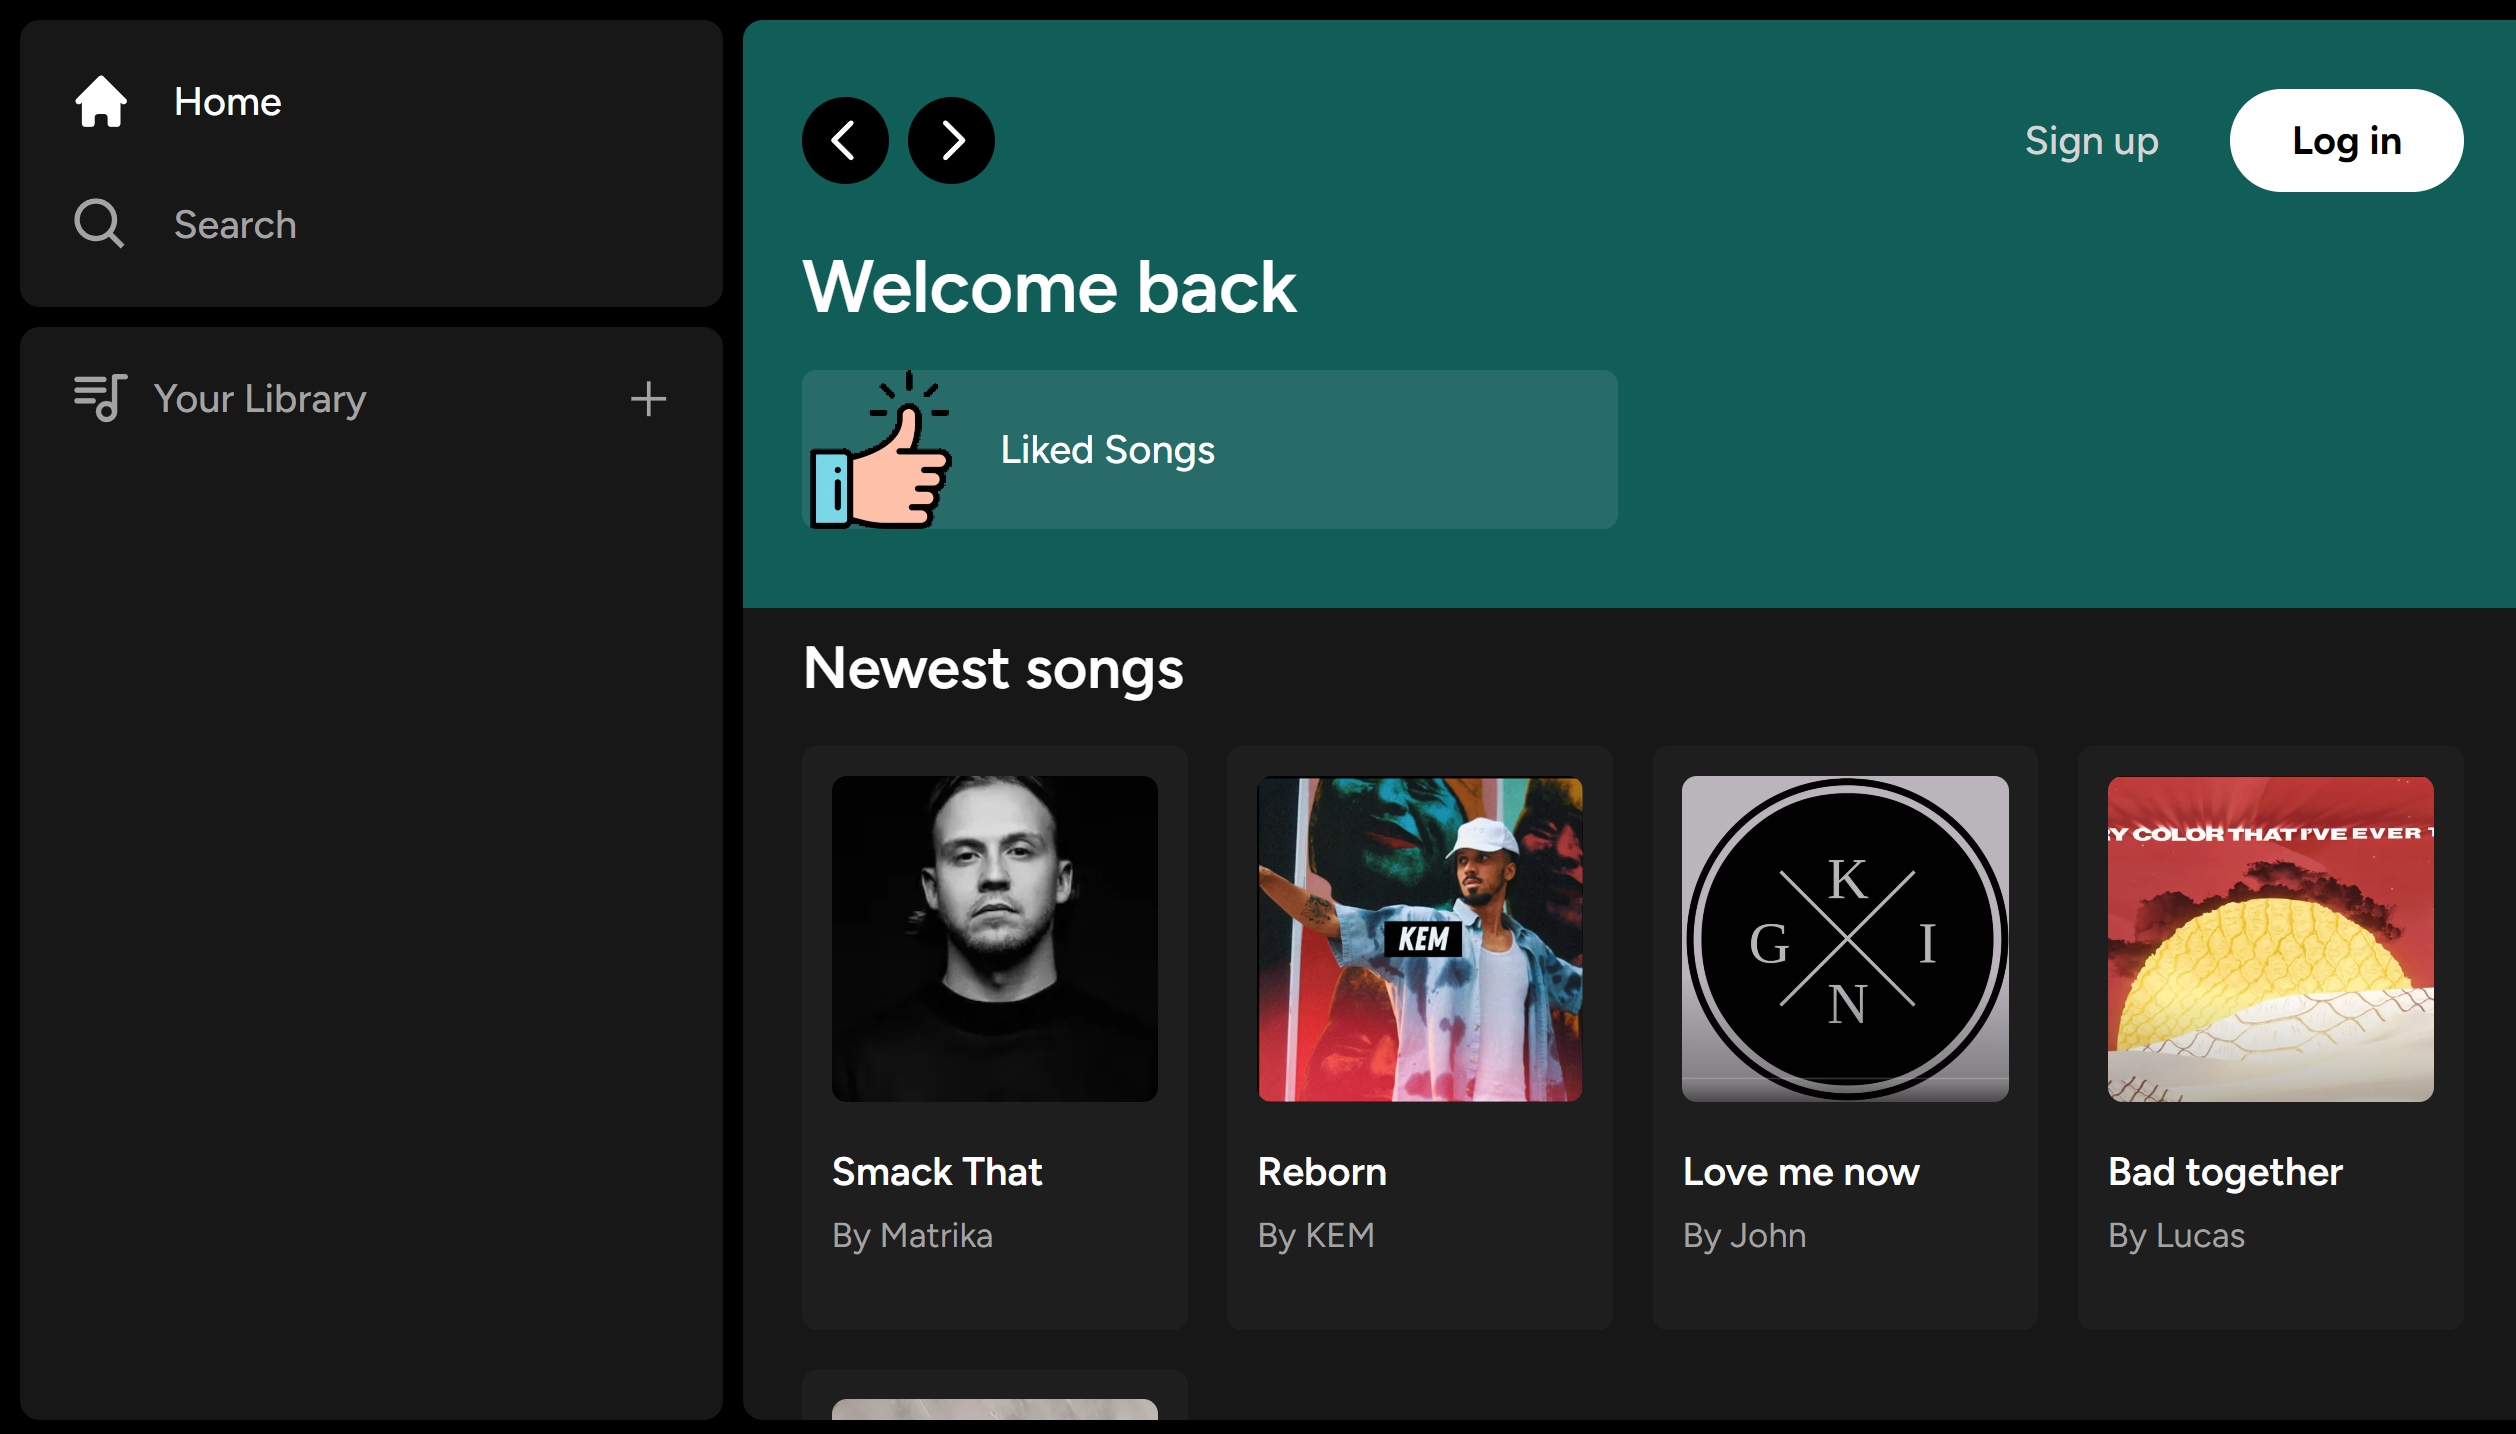 Home
Search
Your Library
Sign up
Log in
Welcome back
Liked Songs
Newest songs
KEM
K
G I
N
COLOR THAT I'VE EVER
Smack That
By Matrika
Reborn
By KEM
Love me now
By John
Bad together
By Lucas